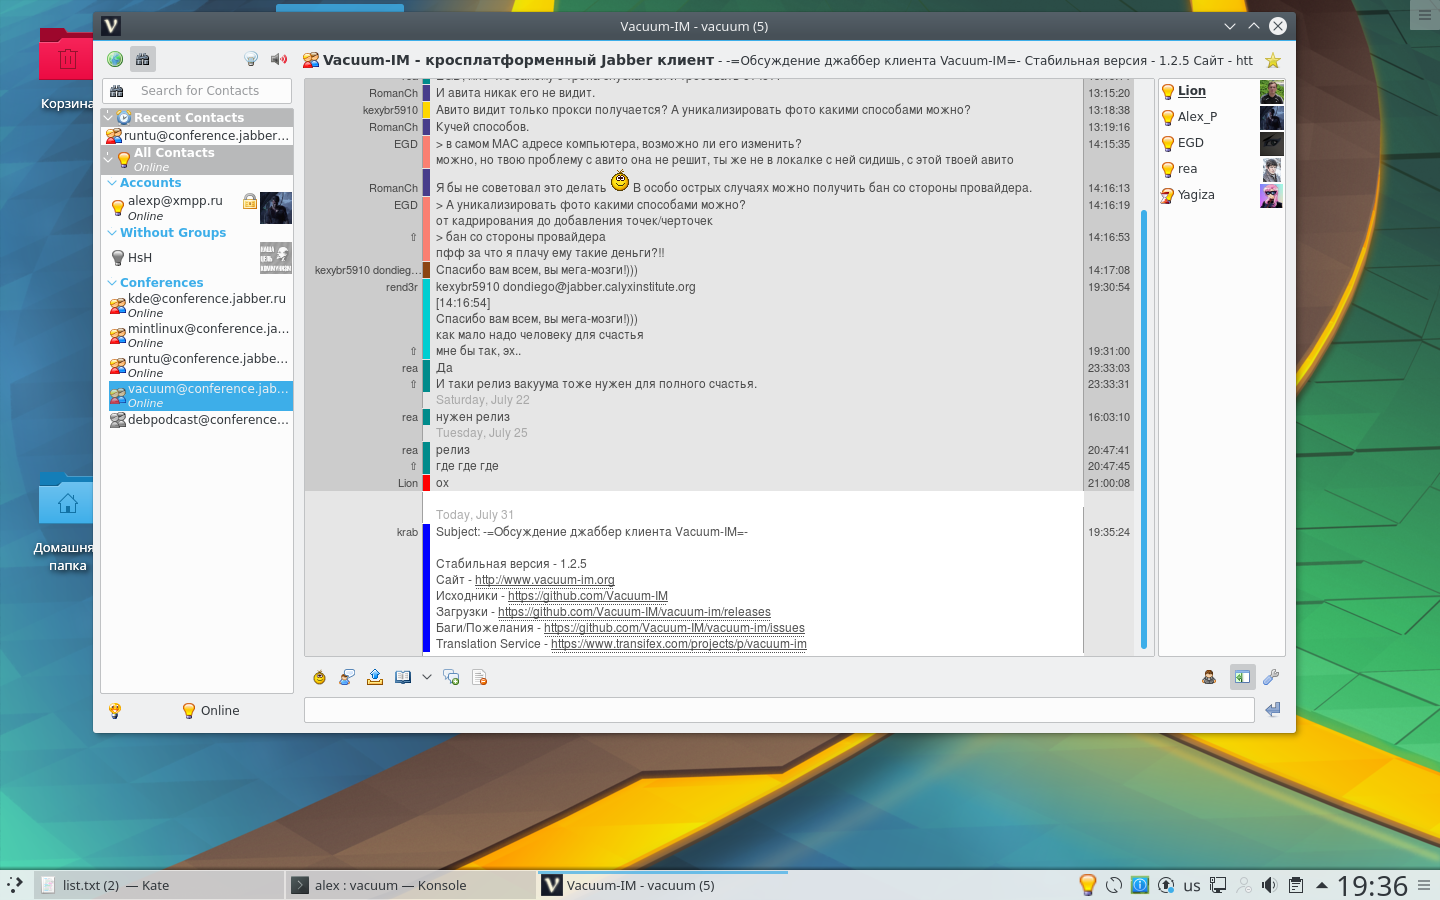 Vacuum-IM - vacuum (5)
Корзина
Домашня
папка
Search for Contacts
Recent Contacts
runtu@conference.jabber...
All Contacts
Online
Accounts
alexp@xmpp.ru
Online
Without Groups
HsH
Conferences
kde@conference.jabber.ru
Online
mintlinux@conference.ja...
Online
runtu@conference.jabbe...
Online
vacuum@conference.jab...
Online
debpodcast@conference...
Online
Vacuum-IM - кросплатформенный Jabber клиент - -=Обсуждение джаббер клиента Vacuum-IM=- Стабильная версия - 1.2.5 Сайт - htt
RomanCh И авита никак его не видит. 13:15:20
kexybr5910 Авито видит только прокси получается? А уникализировать фото какими способами можно? 13:18:38
RomanCh Кучей способов. 13:19:16
EGD > в самом MAC адресе компьютера, возможно ли его изменить? 14:15:35
можно, но твою проблему с авито она не решит, ты же не в локалке с ней сидишь, с этой твоей авито
RomanCh Я бы не советовал это делать В особо острых случаях можно получить бан со стороны провайдера. 14:16:13
EGD > А уникализировать фото какими способами можно? 14:16:19
от кадрирования до добавления точек/черточек
⇧ > бан со стороны провайдера 14:16:53
пфф за что я плачу ему такие деньги?!!
kexybr5910 dondieg... Спасибо вам всем, вы мега-мозги!))) 14:17:08
rend3r kexybr5910 dondiego@jabber.calyxinstitute.org 19:30:54
[14:16:54]
Спасибо вам всем, вы мега-мозги!)))
как мало надо человеку для счастья
⇧ мне бы так, эх.. 19:31:00
rea Да 23:33:03
⇧ И таки релиз вакуума тоже нужен для полного счастья. 23:33:31
Saturday, July 22
rea нужен релиз 16:03:10
Tuesday, July 25
rea релиз 20:47:41
⇧ где где где 20:47:45
Lion ох 21:00:08
Today, July 31
krab Subject: -=Обсуждение джаббер клиента Vacuum-IM=- 19:35:24
Стабильная версия - 1.2.5
Сайт - http://www.vacuum-im.org
Исходники - https://github.com/Vacuum-IM
Загрузки - https://github.com/Vacuum-IM/vacuum-im/releases
Баги/Пожелания - https://github.com/Vacuum-IM/vacuum-im/issues
Translation Service - https://www.transifex.com/projects/p/vacuum-im
Lion
Alex_P
EGD
rea
Yagiza
list.txt (2) — Kate
alex : vacuum — Konsole
Vacuum-IM - vacuum (5)
us
19:36